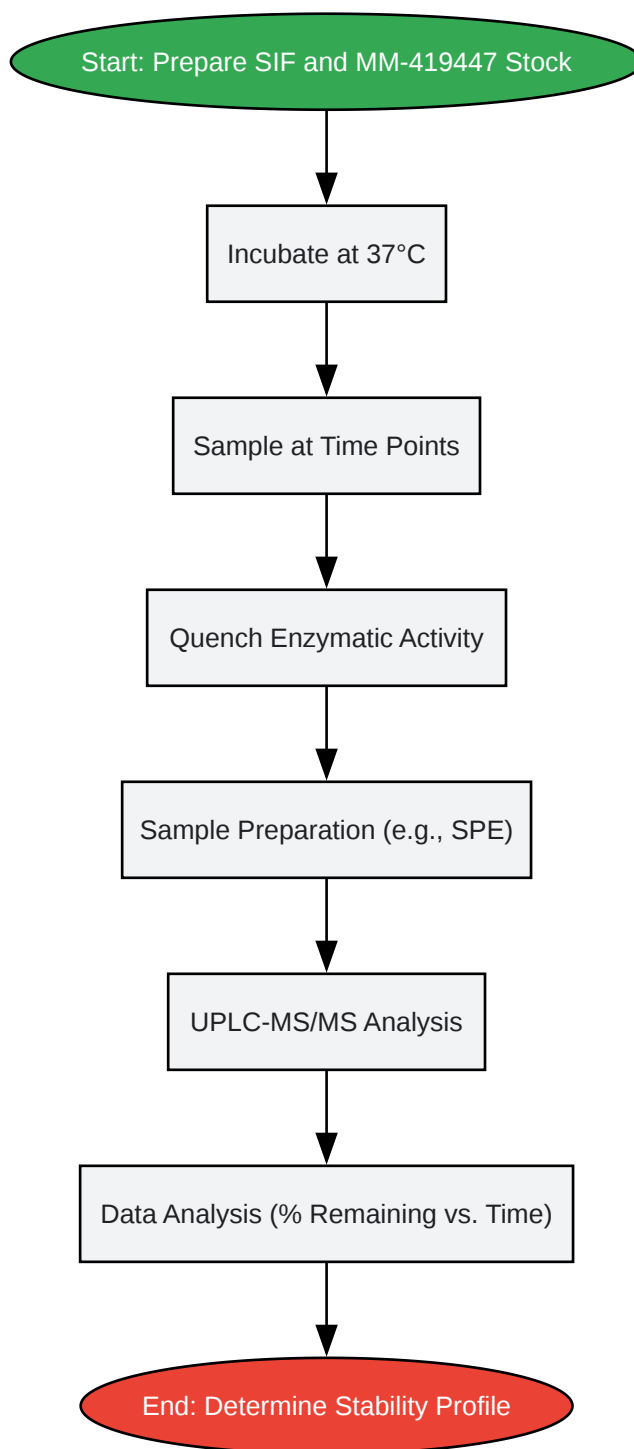 Start: Prepare SIF and MM-419447 Stock
Incubate at 37°C
Sample at Time Points
Quench Enzymatic Activity
Sample Preparation (e.g., SPE)
UPLC-MS/MS Analysis
Data Analysis (% Remaining vs. Time)
End: Determine Stability Profile